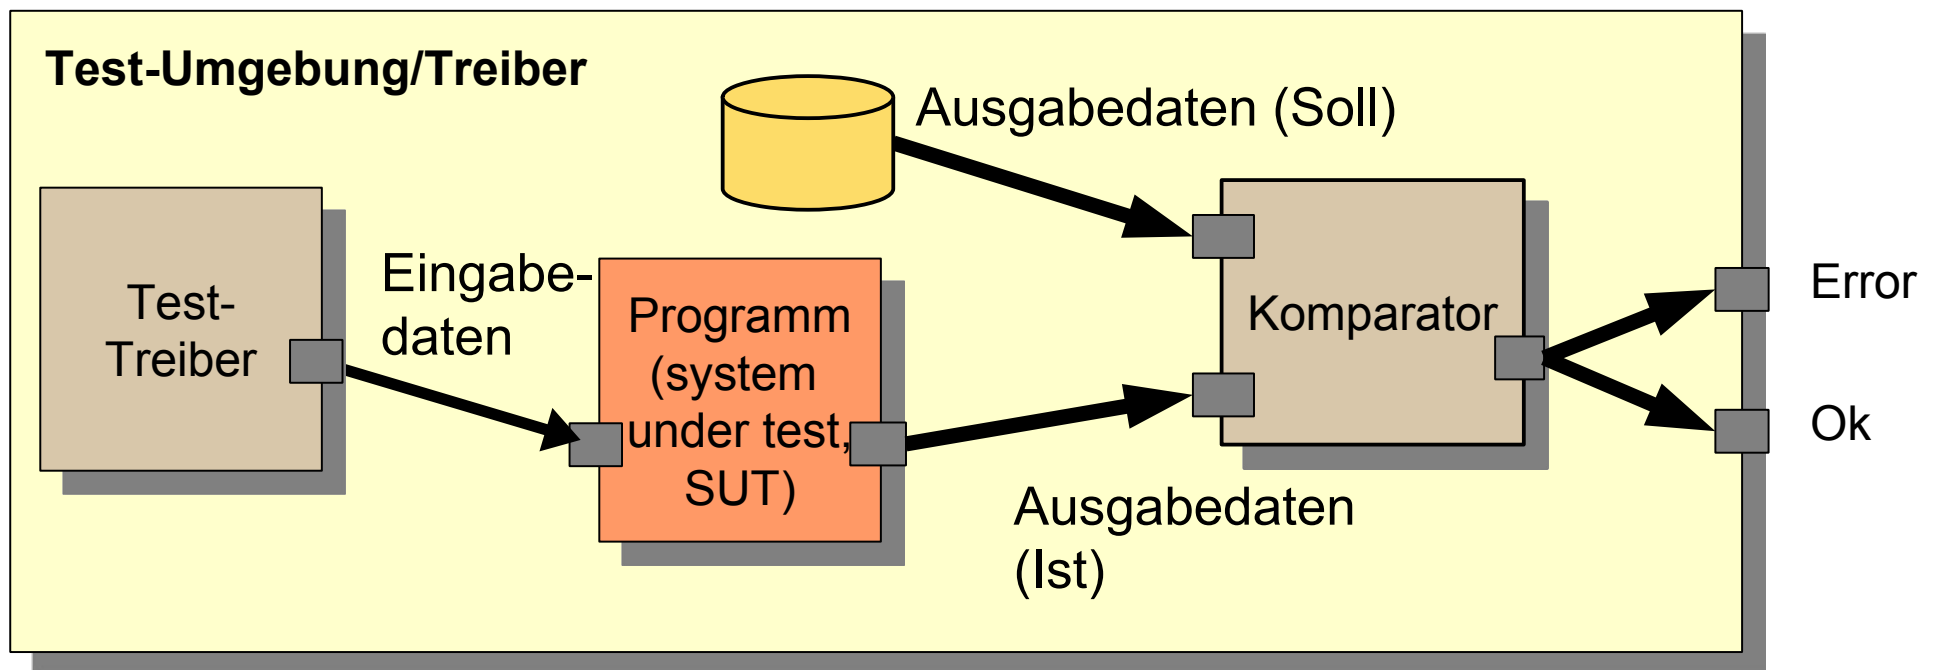 Test-Umgebung/Treiber
Ausgabedaten (Soll)
Test-
Treiber
Eingabe-
daten
Programm
(system
under test,
SUT)
Komparator
Ausgabedaten
(Ist)
Error
Ok